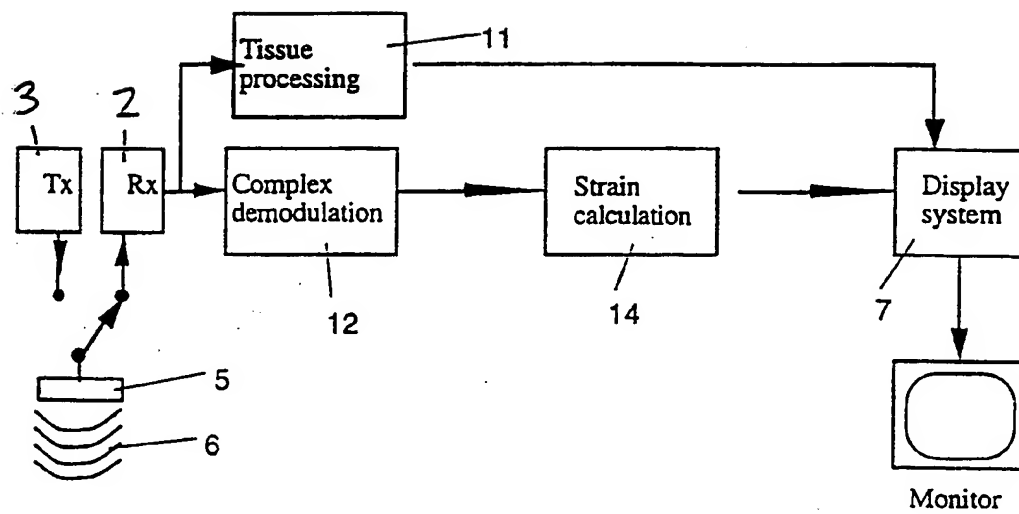 11
Tissue
processing
3
2
Tx
Rx
Complex
demodulation
Strain
calculation
Display
system
12
14
7
5
6
Monitor